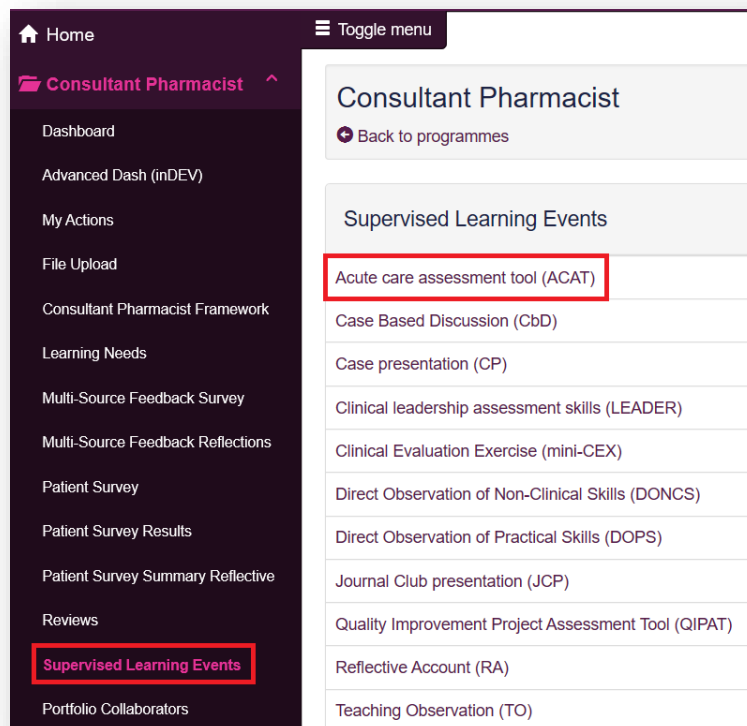 Home
Consultant Pharmacist
Dashboard
Advanced Dash (inDEV)
My Actions
File Upload
Consultant Pharmacist Framework
Learning Needs
Multi-Source Feedback Survey
Multi-Source Feedback Reflections
Patient Survey
Patient Survey Results
Patient Survey Summary Reflective
Reviews
Supervised Learning Events
Portfolio Collaborators
Toggle menu
Consultant Pharmacist
Back to programmes
Supervised Learning Events
Acute care assessment tool (ACAT)
Case Based Discussion (CbD)
Case presentation (CP)
Clinical leadership assessment skills (LEADER)
Clinical Evaluation Exercise (mini-CEX)
Direct Observation of Non-Clinical Skills (DONCS)
Direct Observation of Practical Skills (DOPS)
Journal Club presentation (JCP)
Quality Improvement Project Assessment Tool (QIPAT)
Reflective Account (RA)
Teaching Observation (TO)